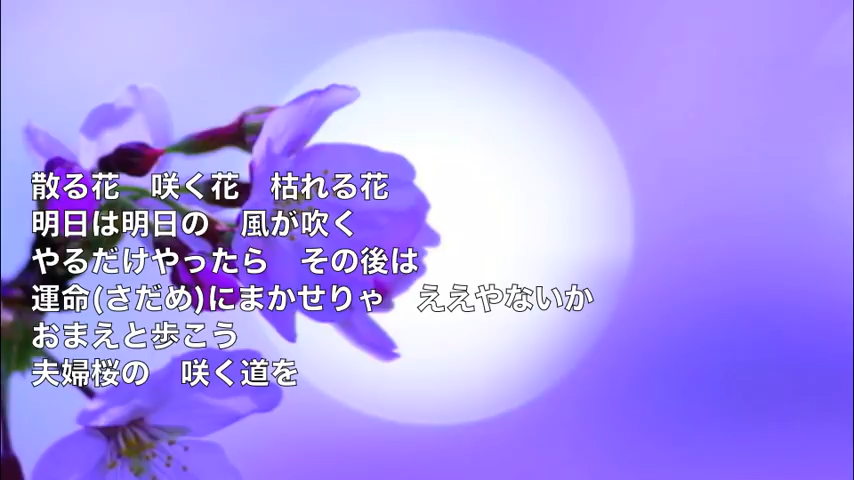 散る花　咲く花　枯れる花
明日は明日の　風が吹く
やるだけやったら　その後は
運命(さだめ)にまかせりゃ　ええやないか
おまえと歩こう
夫婦桜の　咲く道を